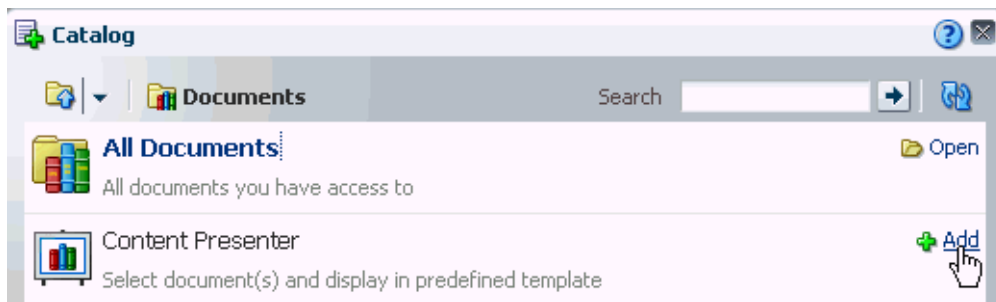 Catalog
Documents Search
All Documents Open
All documents you have access to
Content Presenter Add
Select document(s) and display in predefined template